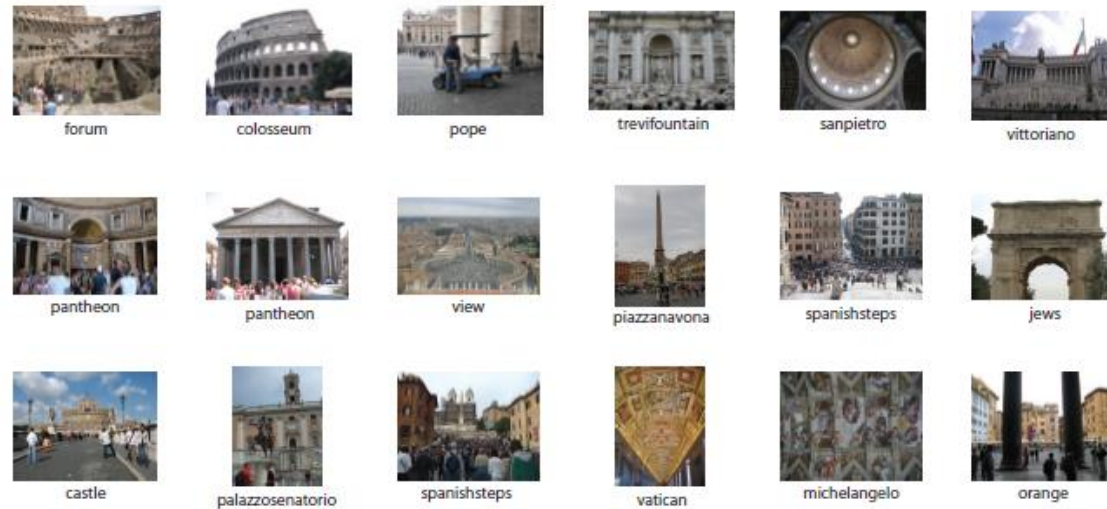 forum
colosseum
pope
trevifountain
sanpietro
vittoriano
pantheon
pantheon
view
piazzanavona
spanishsteps
jews
castle
palazzosenatorio
spanishsteps
vatican
michelangelo
orange